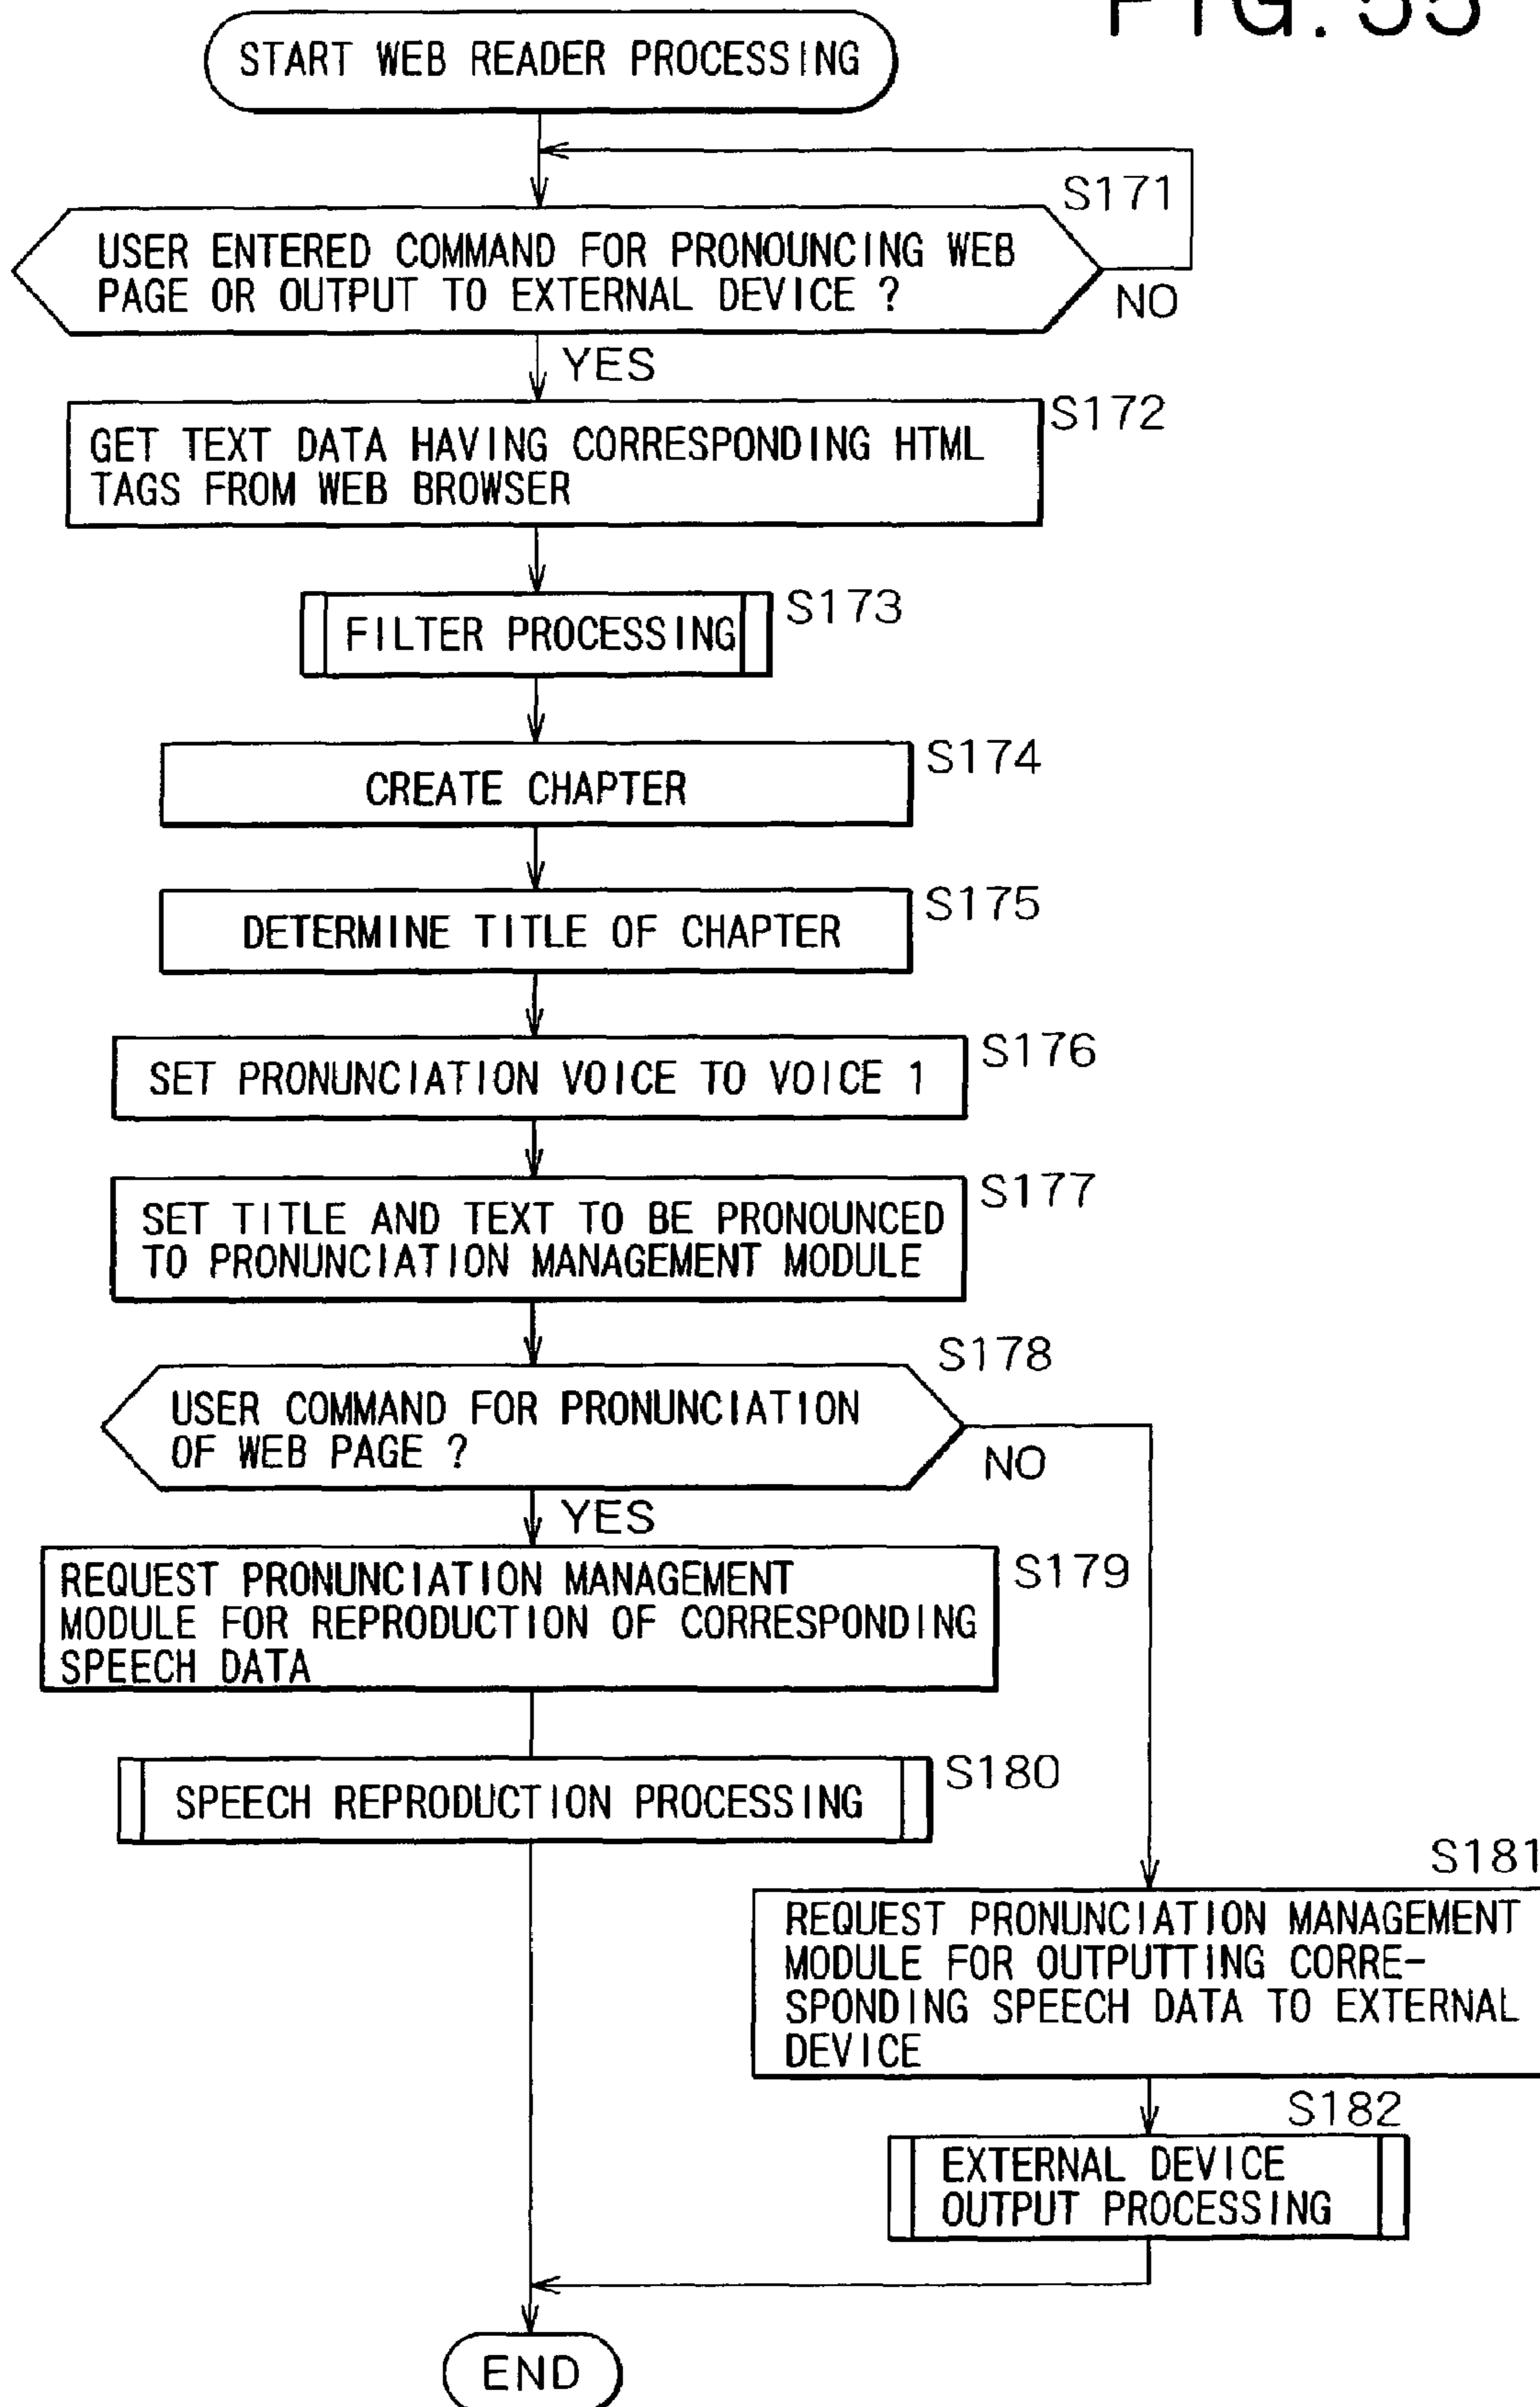 FIG. 55
START WEB READER PROCESSING
S171
USER ENTERED COMMAND FOR PRONOUNCING WEB
PAGE OR OUTPUT TO EXTERNAL DEVICE ?
NO
YES
S172
GET TEXT DATA HAVING CORRESPONDING HTML
TAGS FROM WEB BROWSER
S173
FILTER PROCESSING
S174
CREATE CHAPTER
S175
DETERMINE TITLE OF CHAPTER
S176
SET PRONUNCIATION VOICE TO VOICE 1
S177
SET TITLE AND TEXT TO BE PRONOUNCED
TO PRONUNCIATION MANAGEMENT MODULE
S178
USER COMMAND FOR PRONUNCIATION
OF WEB PAGE ?
NO
YES
S179
REQUEST PRONUNCIATION MANAGEMENT
MODULE FOR REPRODUCTION OF CORRESPONDING
SPEECH DATA
S180
SPEECH REPRODUCTION PROCESSING
S181
REQUEST PRONUNCIATION MANAGEMENT
MODULE FOR OUTPUTTING CORRE-
SPONDING SPEECH DATA TO EXTERNAL
DEVICE
S182
EXTERNAL DEVICE
OUTPUT PROCESSING
END